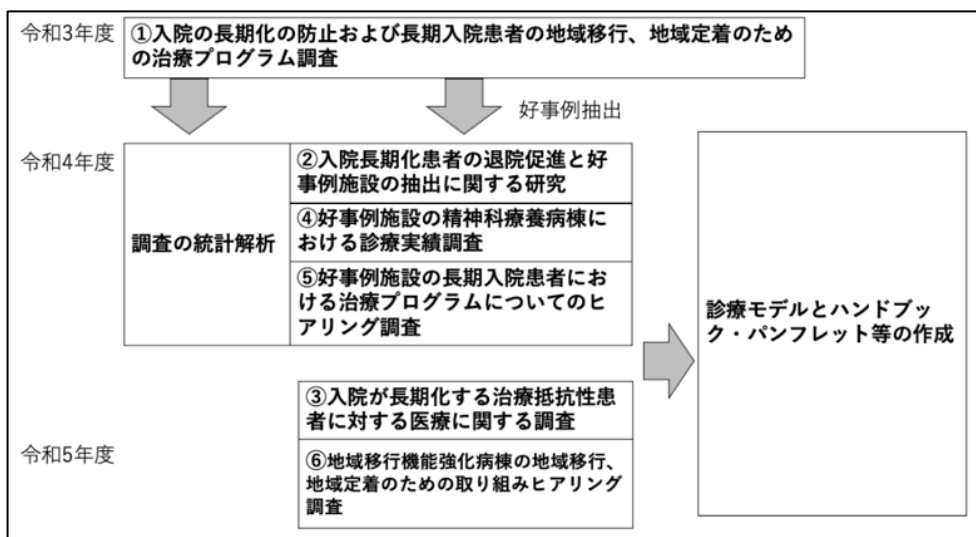 令和3年度
①入院の長期化の防止および長期入院患者の地域移行、地域定着のため
の治療プログラム調査
好事例抽出
令和4年度
調査の統計解析
②入院長期化患者の退院促進と好
事例施設の抽出に関する研究
④好事例施設の精神科療養病棟に
おける診療実績調査
⑤好事例施設の長期入院患者にお
ける治療プログラムについてのヒ
アリング調査
診療モデルとハンドブッ
ク・パンフレット等の作成
③入院が長期化する治療抵抗性患
者に対する医療に関する調査
令和5年度
⑥地域移行機能強化病棟の地域移行、
地域定着のための取り組みヒアリング
調査